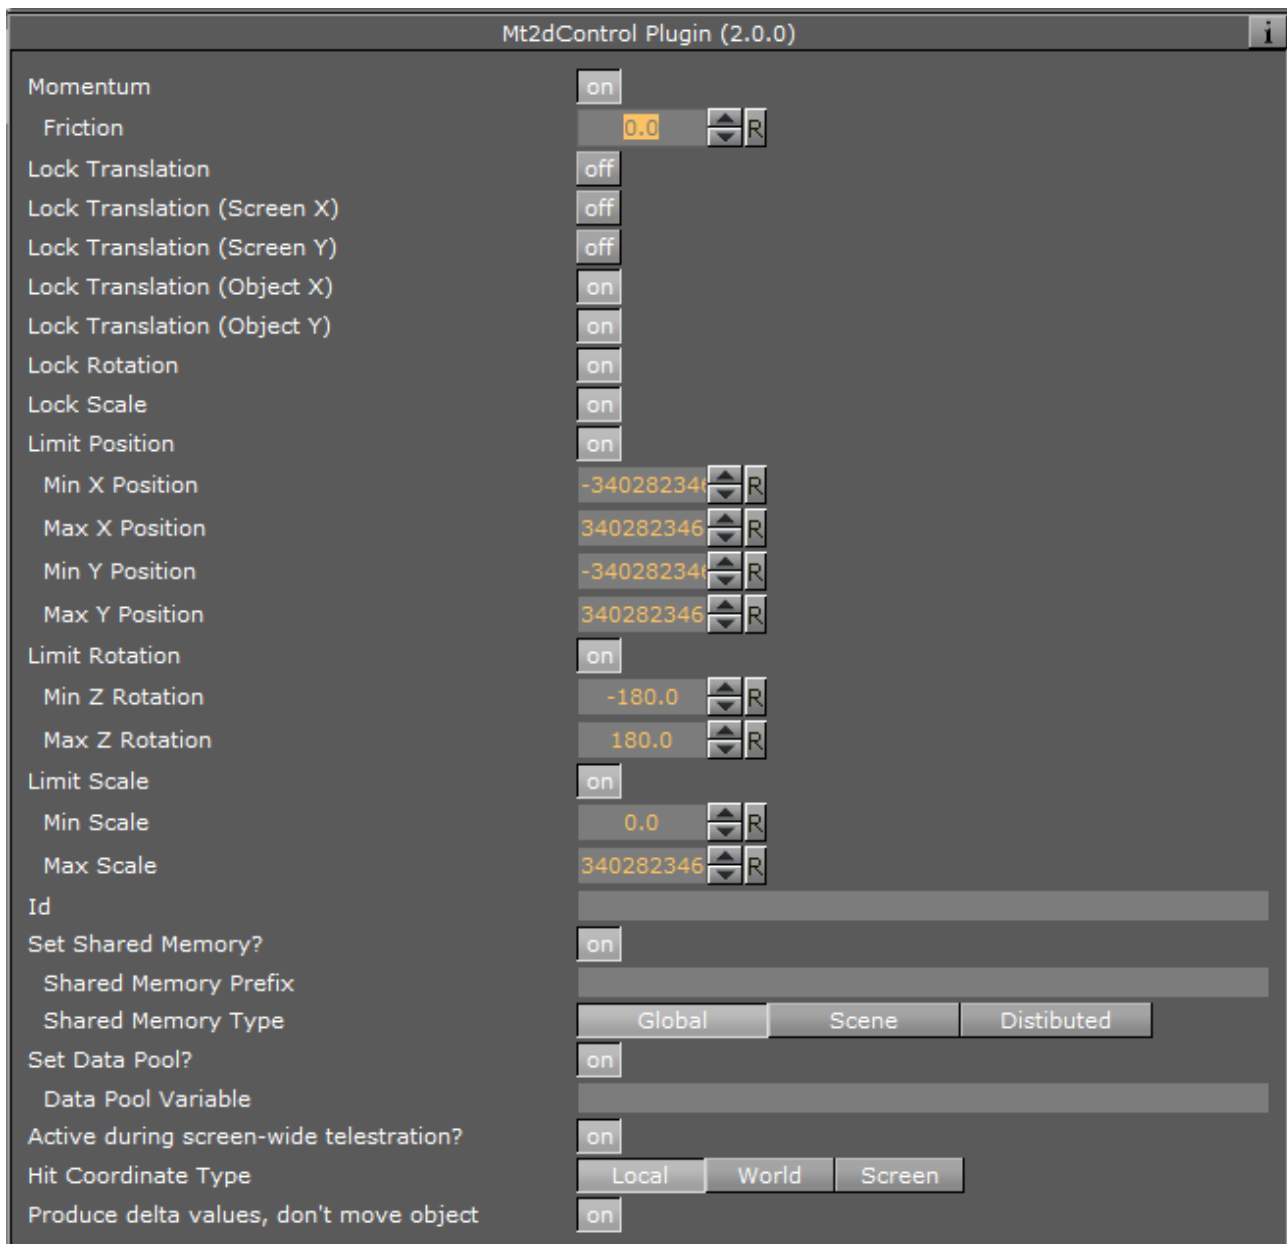 Mt2dControl Plugin (2.0.0) i
Momentum on
Friction 0.0 R
Lock Translation off
Lock Translation (Screen X) off
Lock Translation (Screen Y) off
Lock Translation (Object X) on
Lock Translation (Object Y) on
Lock Rotation on
Lock Scale on
Limit Position on
Min X Position -340282346 R
Max X Position 340282346 R
Min Y Position -340282346 R
Max Y Position 340282346 R
Limit Rotation on
Min Z Rotation -180.0 R
Max Z Rotation 180.0 R
Limit Scale on
Min Scale 0.0 R
Max Scale 340282346 R
Id
Set Shared Memory? on
Shared Memory Prefix
Shared Memory Type Global Scene Distibuted
Set Data Pool? on
Data Pool Variable
Active during screen-wide telestration? on
Hit Coordinate Type Local World Screen
Produce delta values, don't move object on